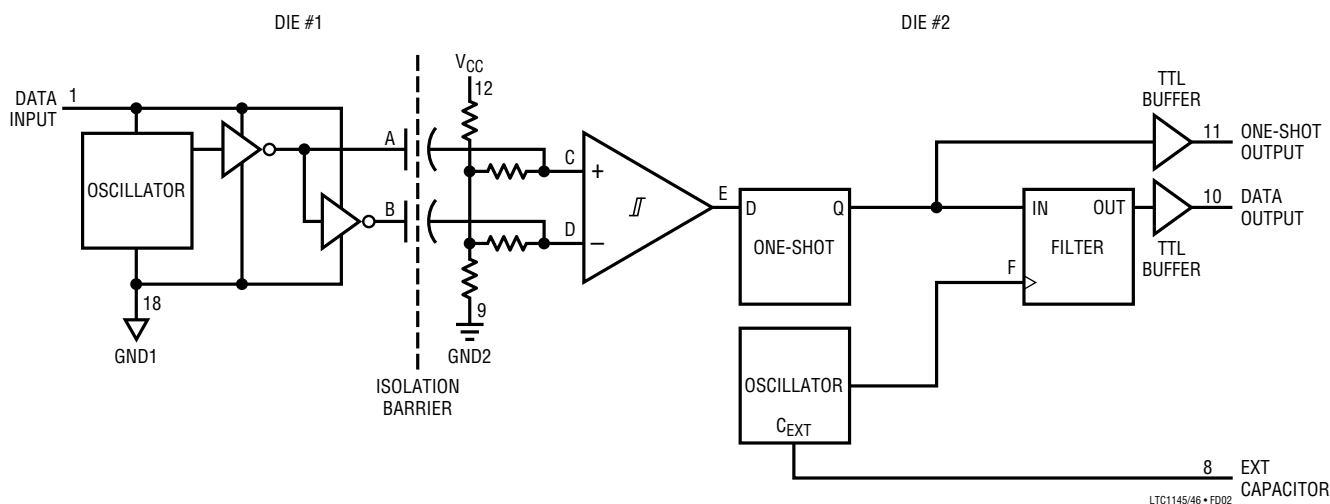 DIE #1
DIE #2
DATA
INPUT
1
OSCILLATOR
18
GND1
A
B
ISOLATION
BARRIER
VCC
12
C
+
D
–
9
GND2
E
D
Q
ONE-SHOT
OSCILLATOR
CEXT
F
IN
OUT
FILTER
TTL
BUFFER
11
ONE-SHOT
OUTPUT
10
DATA
OUTPUT
TTL
BUFFER
8
EXT
CAPACITOR
LTC1145/46 • FD02